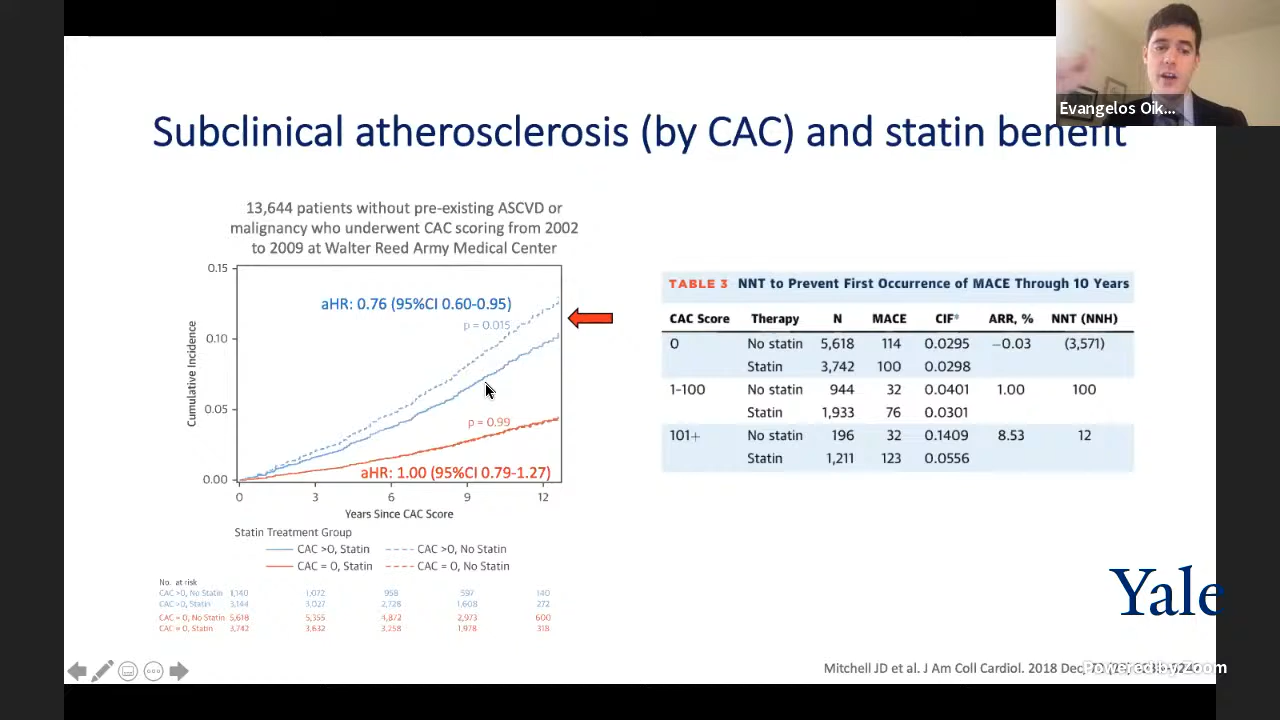 Evangelos Oik...
Subclinical atherosclerosis (by CAC) and statin benefit
13,644 patients without pre-existing ASCVD or
malignancy who underwent CAC scoring from 2002
to 2009 at Walter Reed Army Medical Center
0.15
0.10
0.05
0.00
Cumulative Incidence
aHR: 0.76 (95%CI 0.60-0.95)
p = 0.015
p = 0.99
aHR: 1.00 (95%CI 0.79-1.27)
0 3 6 9 12
Years Since CAC Score
Statin Treatment Group
CAC >0, Statin CAC >0, No Statin
CAC = 0, Statin CAC = 0, No Statin
No. at risk
CAC >0, No Statin 1,140 1,072 958 597 140
CAC >0, Statin 3,144 3,027 2,728 1,608 272
CAC = 0, No Statin 5,618 5,355 4,872 2,973 600
CAC = 0, Statin 3,742 3,632 3,258 1,978 318
TABLE 3 NNT to Prevent First Occurrence of MACE Through 10 Years
CAC Score Therapy N MACE CIF* ARR, % NNT (NNH)
0 No statin 5,618 114 0.0295 −0.03 (3,571)
Statin 3,742 100 0.0298
1-100 No statin 944 32 0.0401 1.00 100
Statin 1,933 76 0.0301
101+ No statin 196 32 0.1409 8.53 12
Statin 1,211 123 0.0556
Yale
Mitchell JD et al. J Am Coll Cardiol. 2018 Dec
Powered by Zoom